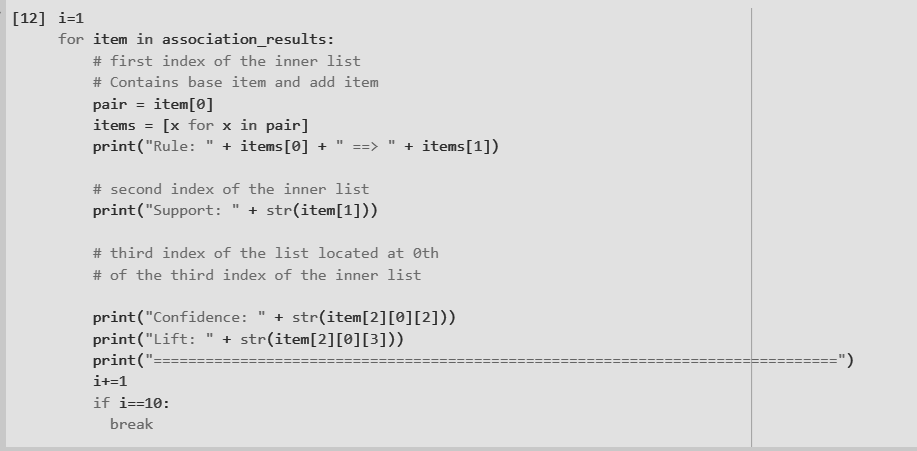 [12] i=1
for item in association_results:
# first index of the inner list
# Contains base item and add item
pair = item[0]
items = [x for x in pair]
print("Rule: " + items[0] + " ==> " + items[1])
# second index of the inner list
print("Support: " + str(item[1]))
# third index of the list located at 0th
# of the third index of the inner list
print("Confidence: " + str(item[2][0][2]))
print("Lift: " + str(item[2][0][3]))
print("===============================================================================")
i+=1
if i==10:
break